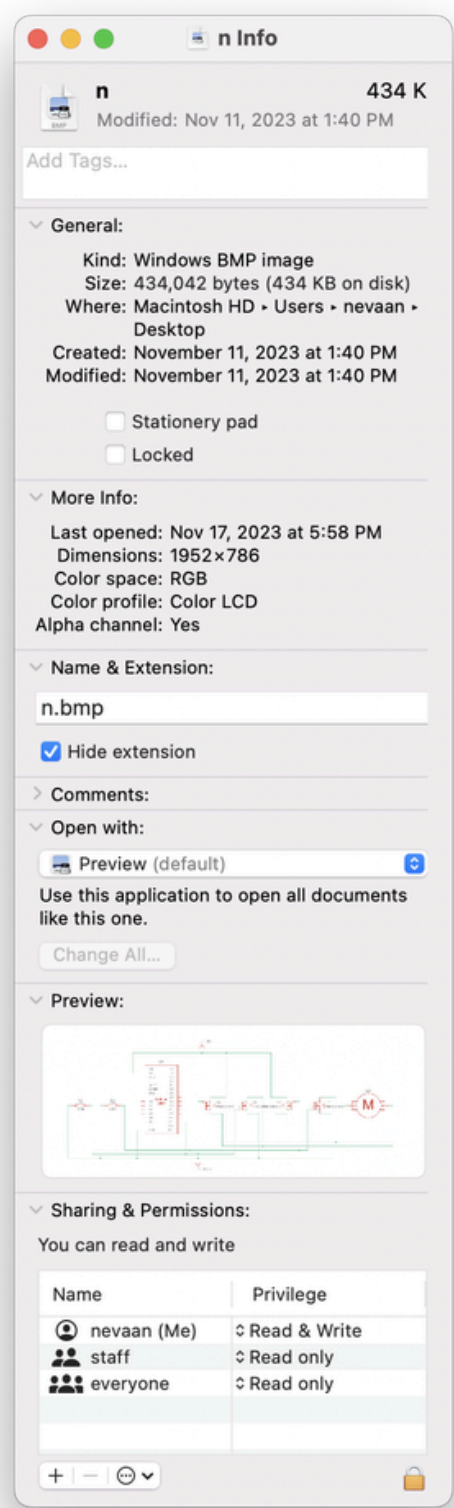 n Info
n 434 K
Modified: Nov 11, 2023 at 1:40 PM
BMP
Add Tags...
General:
Kind: Windows BMP image
Size: 434,042 bytes (434 KB on disk)
Where: Macintosh HD ▸ Users ▸ nevaan ▸
Desktop
Created: November 11, 2023 at 1:40 PM
Modified: November 11, 2023 at 1:40 PM
Stationery pad
Locked
More Info:
Last opened: Nov 17, 2023 at 5:58 PM
Dimensions: 1952×786
Color space: RGB
Color profile: Color LCD
Alpha channel: Yes
Name & Extension:
n.bmp
Hide extension
Comments:
Open with:
Preview (default)
Use this application to open all documents
like this one.
Change All...
Preview:
M
Sharing & Permissions:
You can read and write
Name Privilege
nevaan (Me) Read & Write
staff Read only
everyone Read only